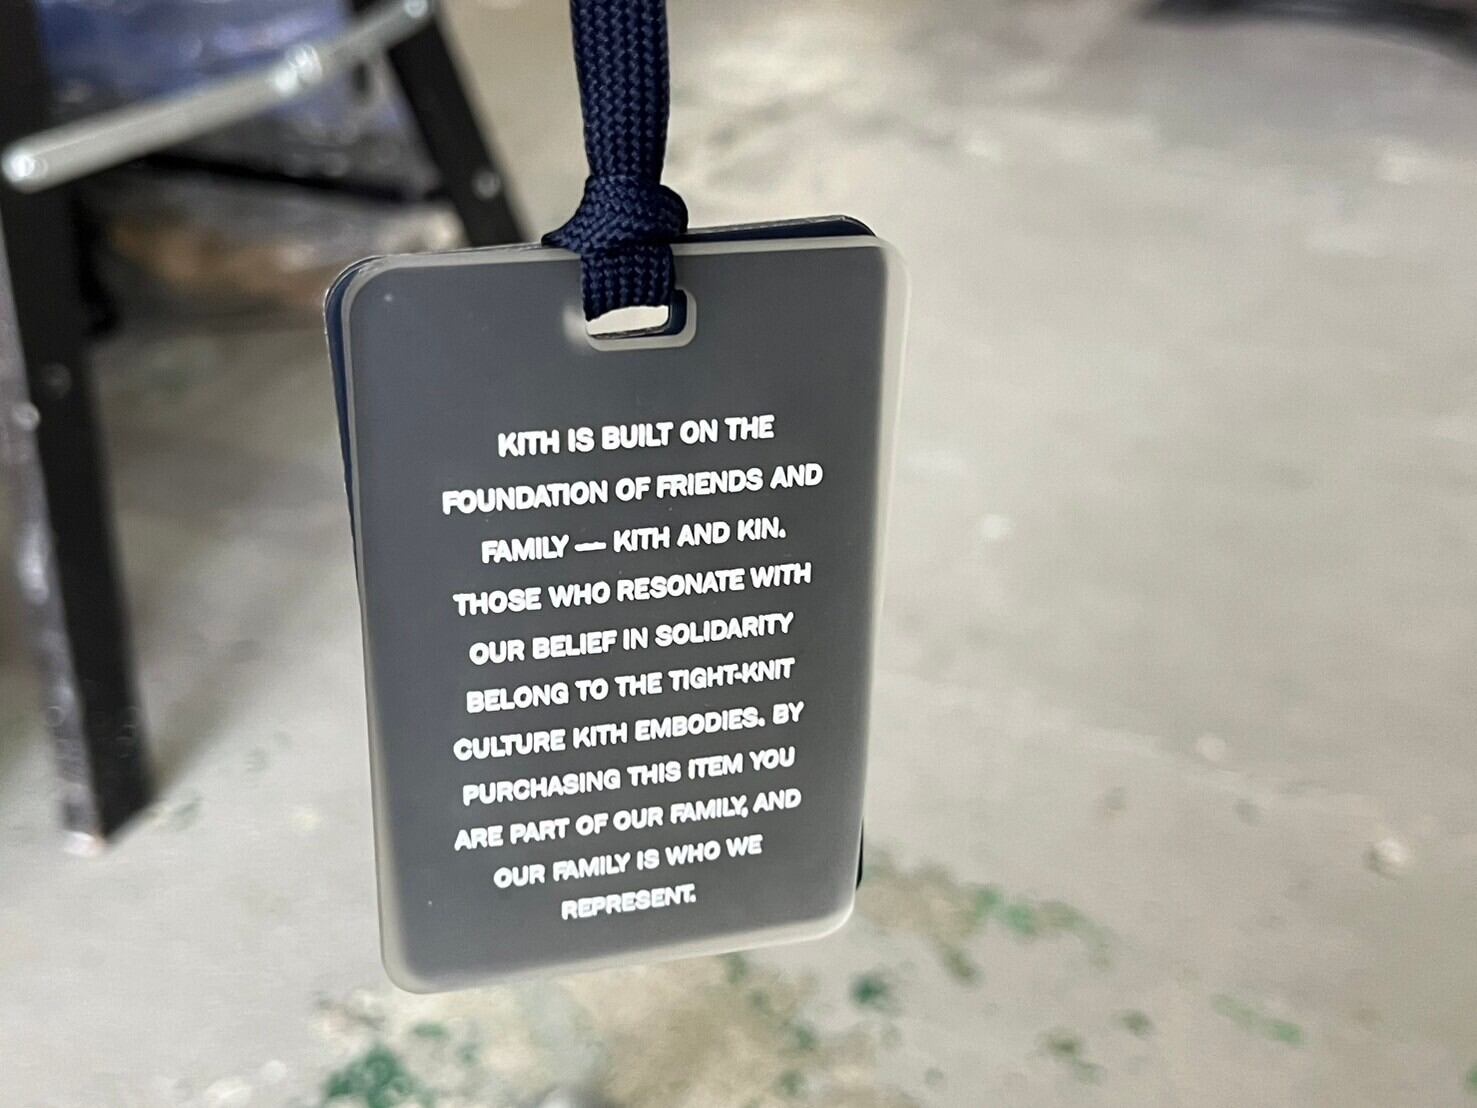 KITH IS BUILT ON THE
FOUNDATION OF FRIENDS AND
FAMILY — KITH AND KIN.
THOSE WHO RESONATE WITH
OUR BELIEF IN SOLIDARITY
BELONG TO THE TIGHT-KNIT
CULTURE KITH EMBODIES. BY
PURCHASING THIS ITEM YOU
ARE PART OF OUR FAMILY, AND
OUR FAMILY IS WHO WE
REPRESENT.